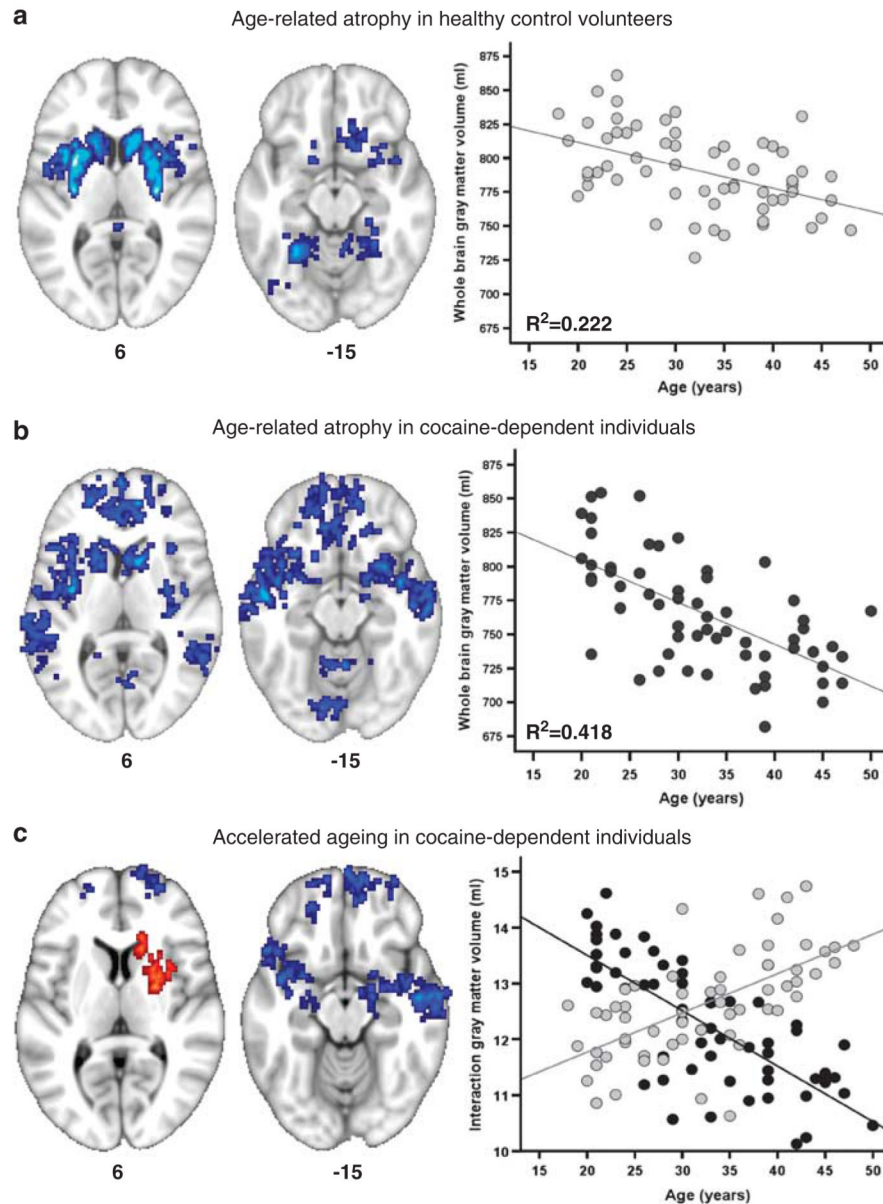 a
Age-related atrophy in healthy control volunteers
6
-15
Whole brain gray matter volume (ml)
875
850
825
800
775
750
725
700
675
R²=0.222
15 20 25 30 35 40 45 50
Age (years)
b
Age-related atrophy in cocaine-dependent individuals
6
-15
Whole brain gray matter volume (ml)
875
850
825
800
775
750
725
700
675
R²=0.418
15 20 25 30 35 40 45 50
Age (years)
c
Accelerated ageing in cocaine-dependent individuals
6
-15
Interaction gray matter volume (ml)
15
14
13
12
11
10
15 20 25 30 35 40 45 50
Age (years)